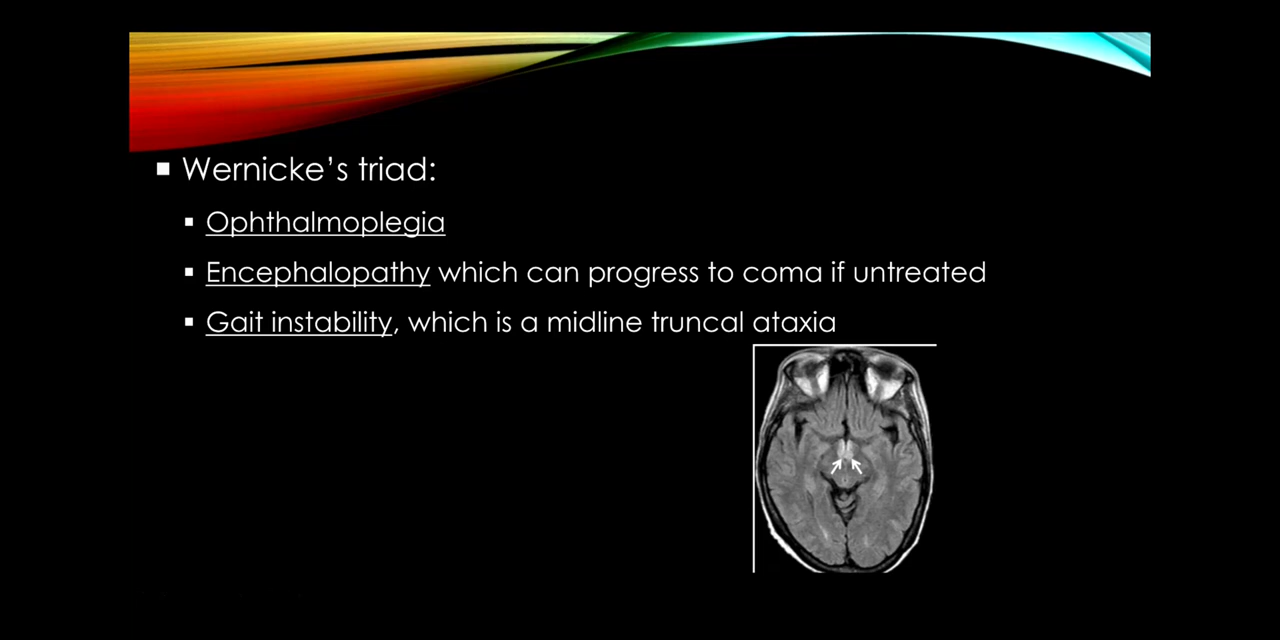 Wernicke's triad:
Ophthalmoplegia
Encephalopathy which can progress to coma if untreated
Gait instability, which is a midline truncal ataxia